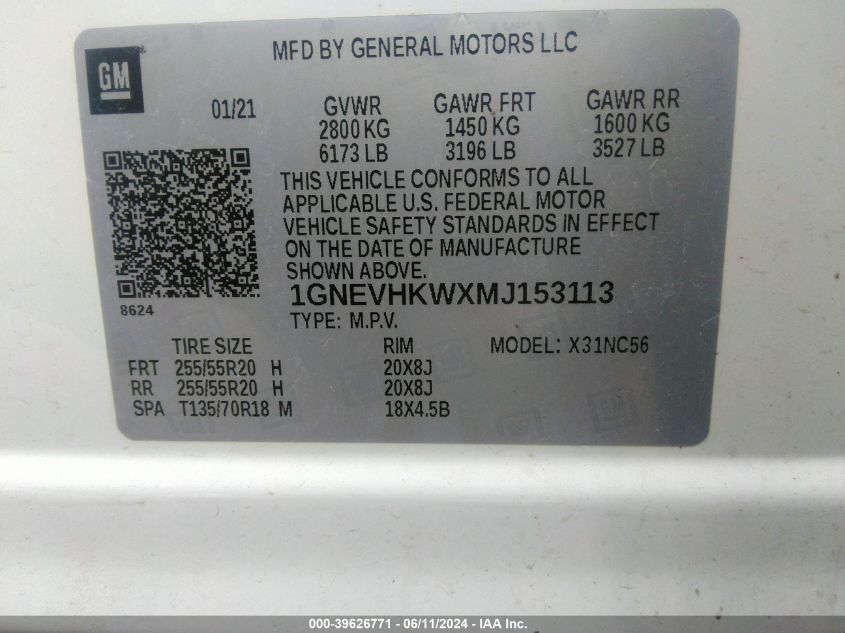 MFD BY GENERAL MOTORS LLC
GM
01/21 GVWR GAWR FRT GAWR RR
2800 KG 1450 KG 1600 KG
6173 LB 3196 LB 3527 LB
THIS VEHICLE CONFORMS TO ALL
APPLICABLE U.S. FEDERAL MOTOR
VEHICLE SAFETY STANDARDS IN EFFECT
ON THE DATE OF MANUFACTURE
SHOWN ABOVE.
8624
1GNEVHKWXMJ153113
TYPE: M.P.V.
TIRE SIZE RIM MODEL: X31NC56
FRT 255/55R20 H 20X8J
RR 255/55R20 H 20X8J
SPA T135/70R18 M 18X4.5B
000-39626771 - 06/11/2024 - IAA Inc.